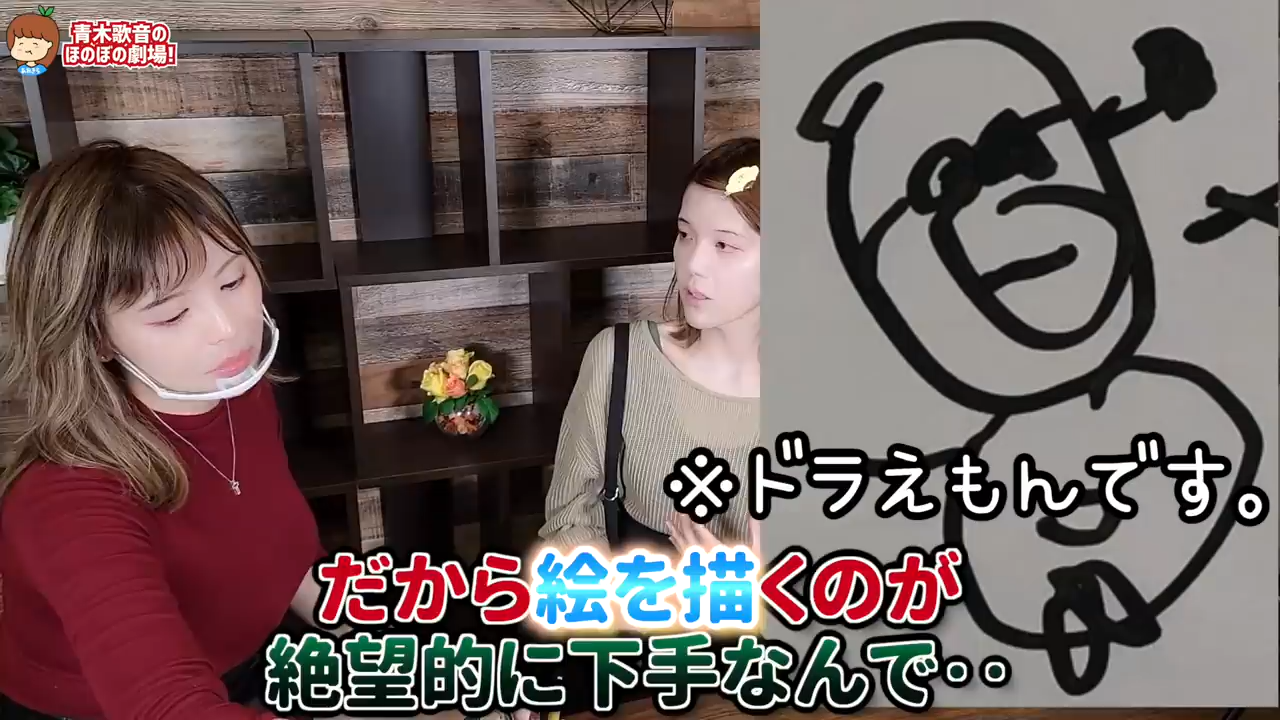 青木歌音の
ほのぼの劇場!
※ドラえもんです。
だから絵を描くのが
絶望的に下手なんで‥